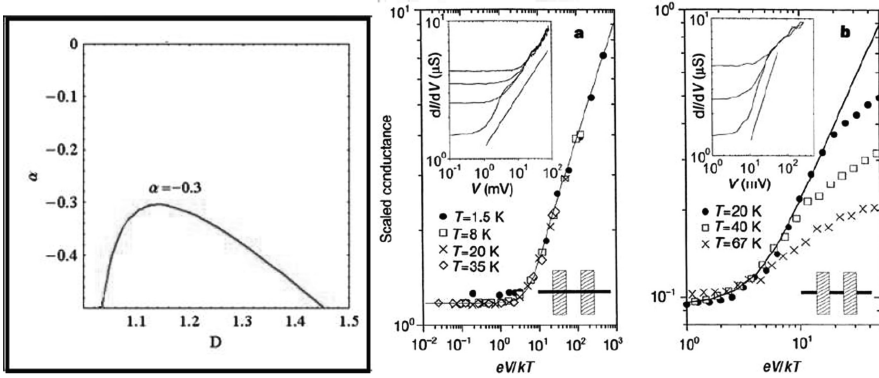 0
−0.1
−0.2
−0.3
−0.4
α
α=−0.3
1.1
1.2
1.3
1.4
1.5
D
10¹
10⁰
Scaled conductance
a
10¹
10⁰
dI/dV (μS)
10⁻¹
10⁰
10¹
10²
V (mV)
T=1.5 K
T=8 K
T=20 K
T=35 K
10⁻²
10⁻¹
10⁰
10¹
10²
10³
eV/kT
10⁰
10⁻¹
b
10¹
10⁰
dI/dV (μS)
10⁰
10¹
10²
V (mV)
T=20 K
T=40 K
T=67 K
10⁰
10¹
eV/kT